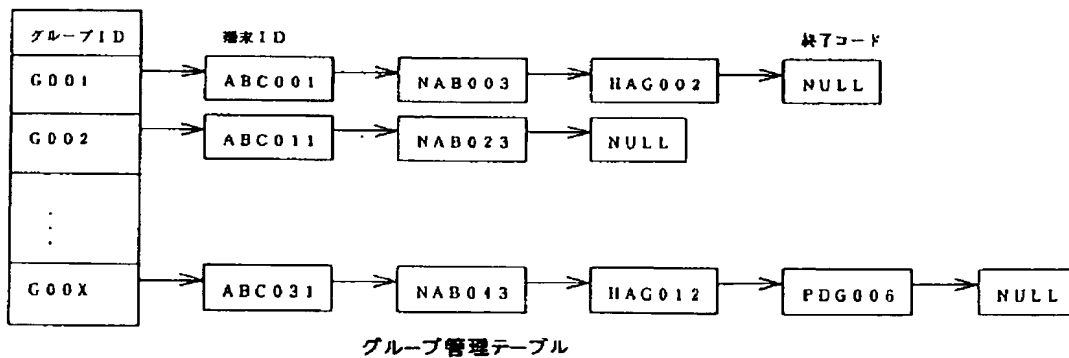 グループID 端末ID 終了コード
G001 ABC001 NAB003 HAG002 NULL
G002 ABC011 NAB023 NULL
G00X ABC031 NAB043 HAG012 PDG006 NULL
グループ管理テーブル